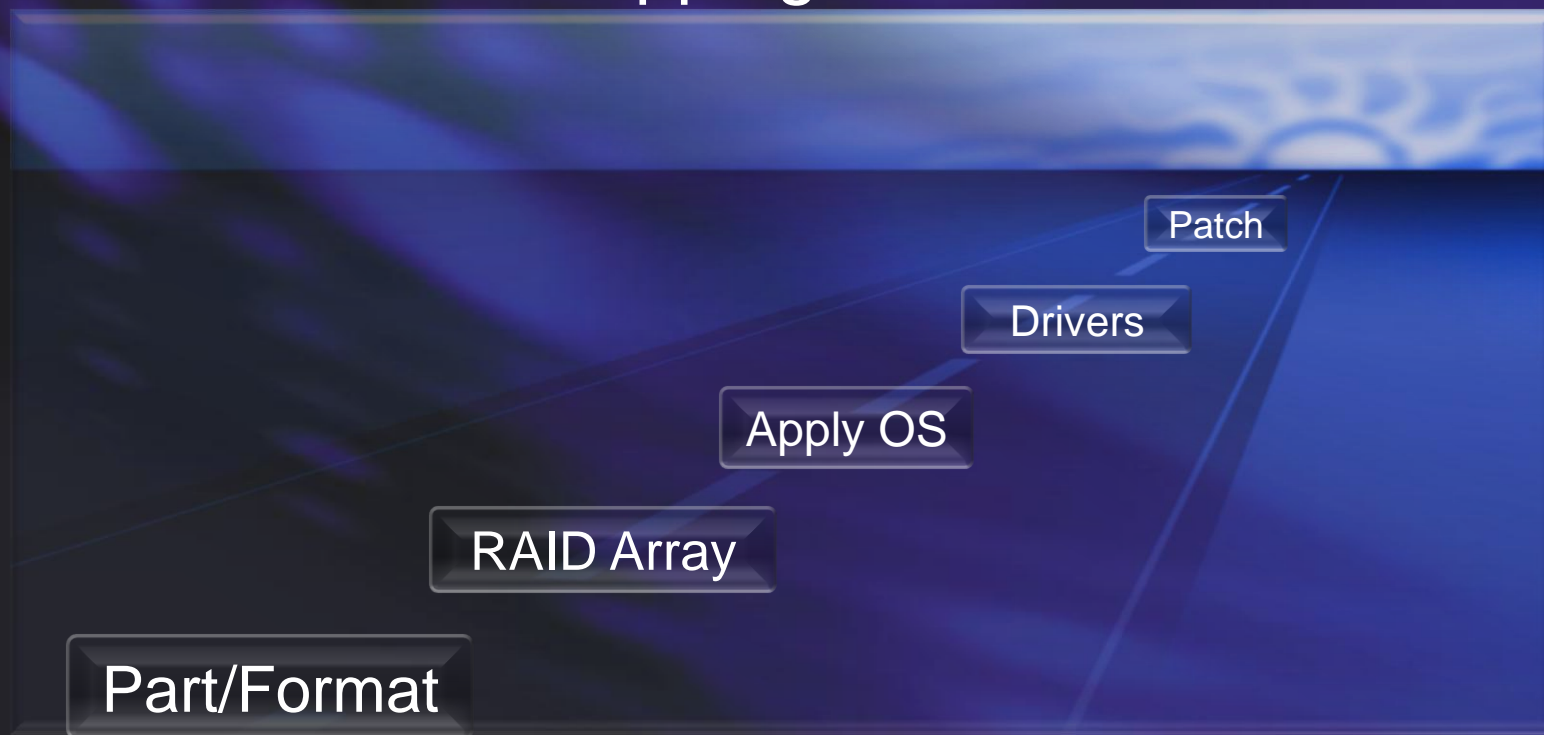 Patch
Drivers
Apply OS
RAID Array
Part/Format